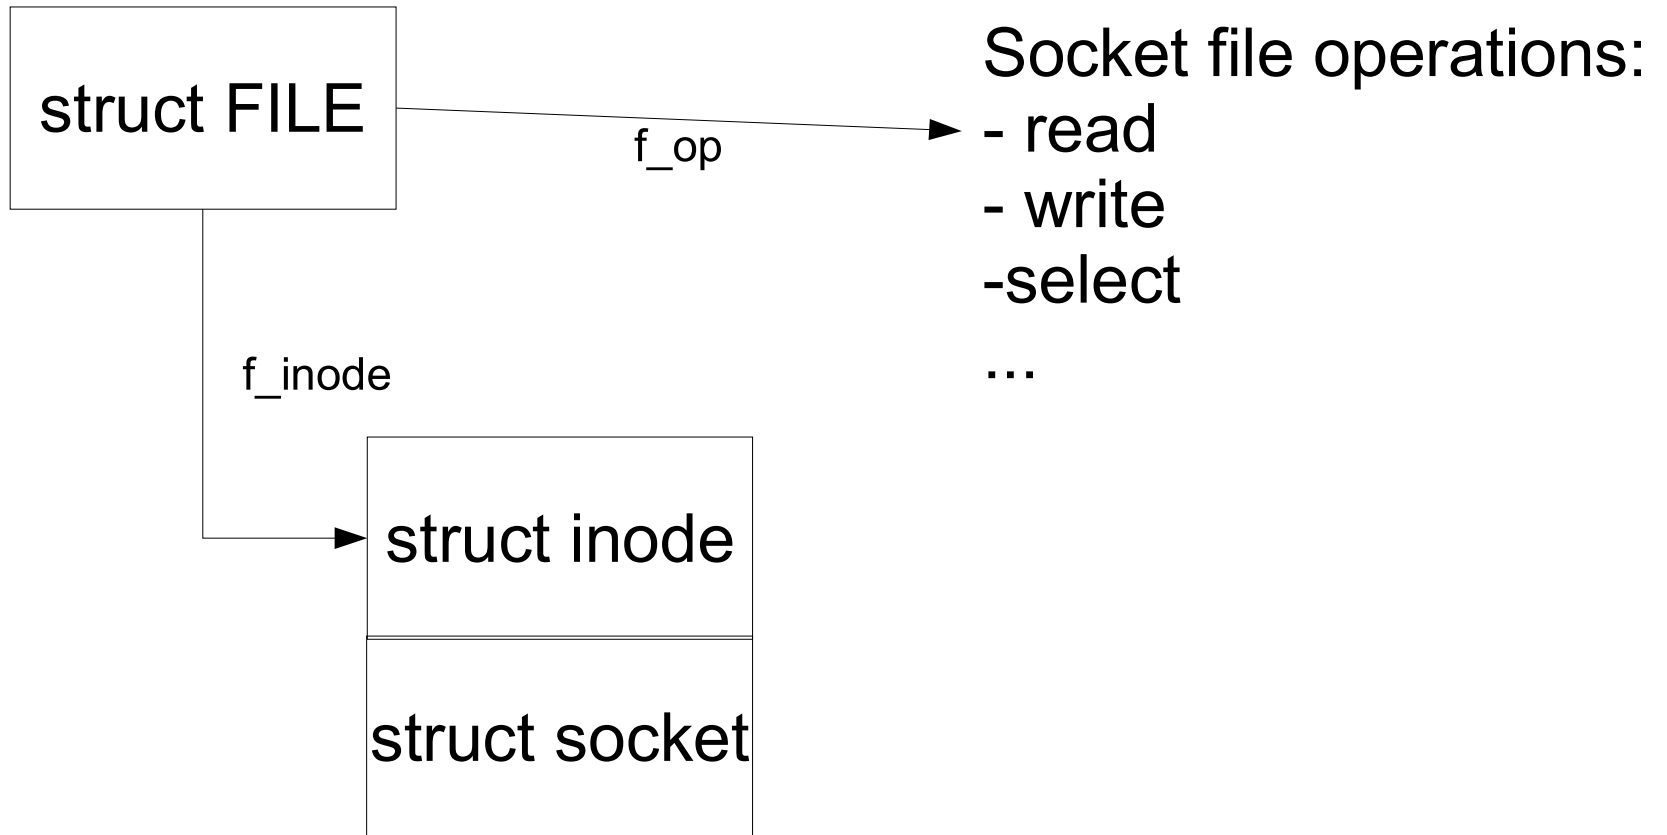 struct FILE
f_op
Socket file operations:
- read
- write
-select
...
f_inode
struct inode
struct socket